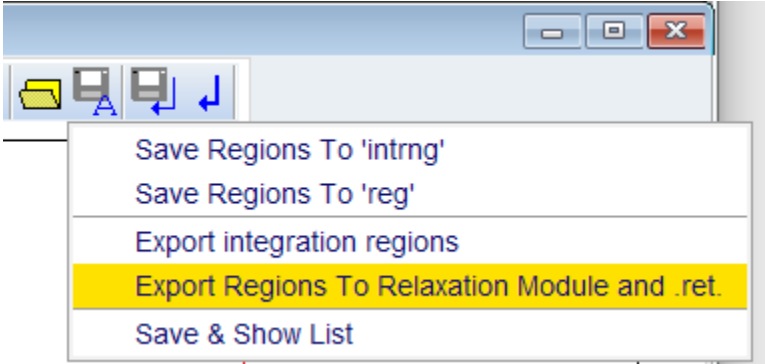 A
Save Regions To 'intrng'
Save Regions To 'reg'
Export integration regions
Export Regions To Relaxation Module and .ret.
Save & Show List